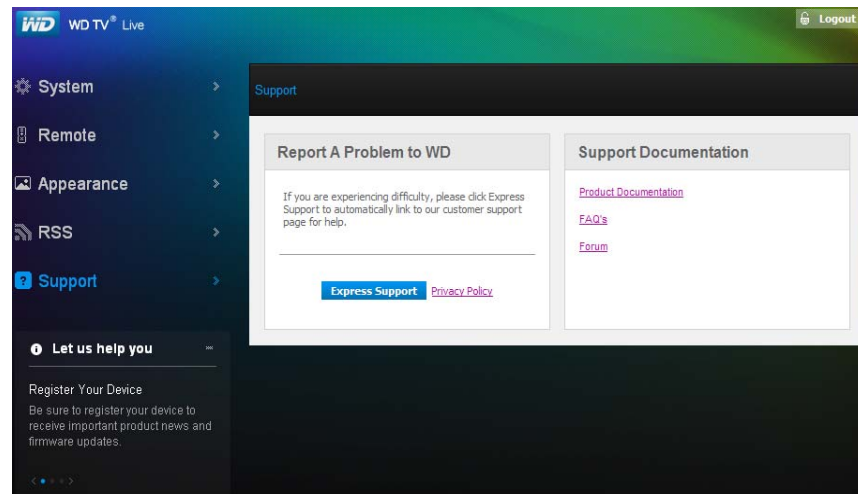 WD WD TV® Live
Logout
System
Remote
Appearance
RSS
Support
Let us help you
Register Your Device
Be sure to register your device to
receive important product news and
firmware updates.
Support
Report A Problem to WD
If you are experiencing difficulty, please click Express
Support to automatically link to our customer support
page for help.
Express Support Privacy Policy
Support Documentation
Product Documentation
FAQ's
Forum